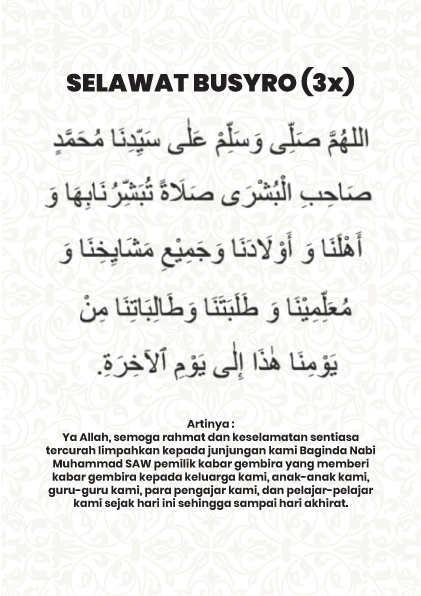 SELAWAT BUSYRO (3x)
اللهُمَّ صَلِّى وَسَلِّمْ عَلٰى سَيِّدِنَا مُحَمَّدٍ
صَاحِبِ الْبُشْرَى صَلَاةً تُبَشِّرُنَابِهَا وَ
أَهْلَنَا وَ أَوْلَادَنَا وَجَمِيْعِ مَشَايِخِنَا وَ
مُعَلِّمِيْنَا وَ طَلَبَتَنَا وَطَالِبَاتِنَا مِنْ
يَوْمِنَا هٰذَا إِلٰى يَوْمِ ٱلآخِرَةِ.
Artinya :
Ya Allah, semoga rahmat dan keselamatan sentiasa
tercurah limpahkan kepada junjungan kami Baginda Nabi
Muhammad SAW pemilik kabar gembira yang memberi
kabar gembira kepada keluarga kami, anak-anak kami,
guru-guru kami, para pengajar kami, dan pelajar-pelajar
kami sejak hari ini sehingga sampai hari akhirat.